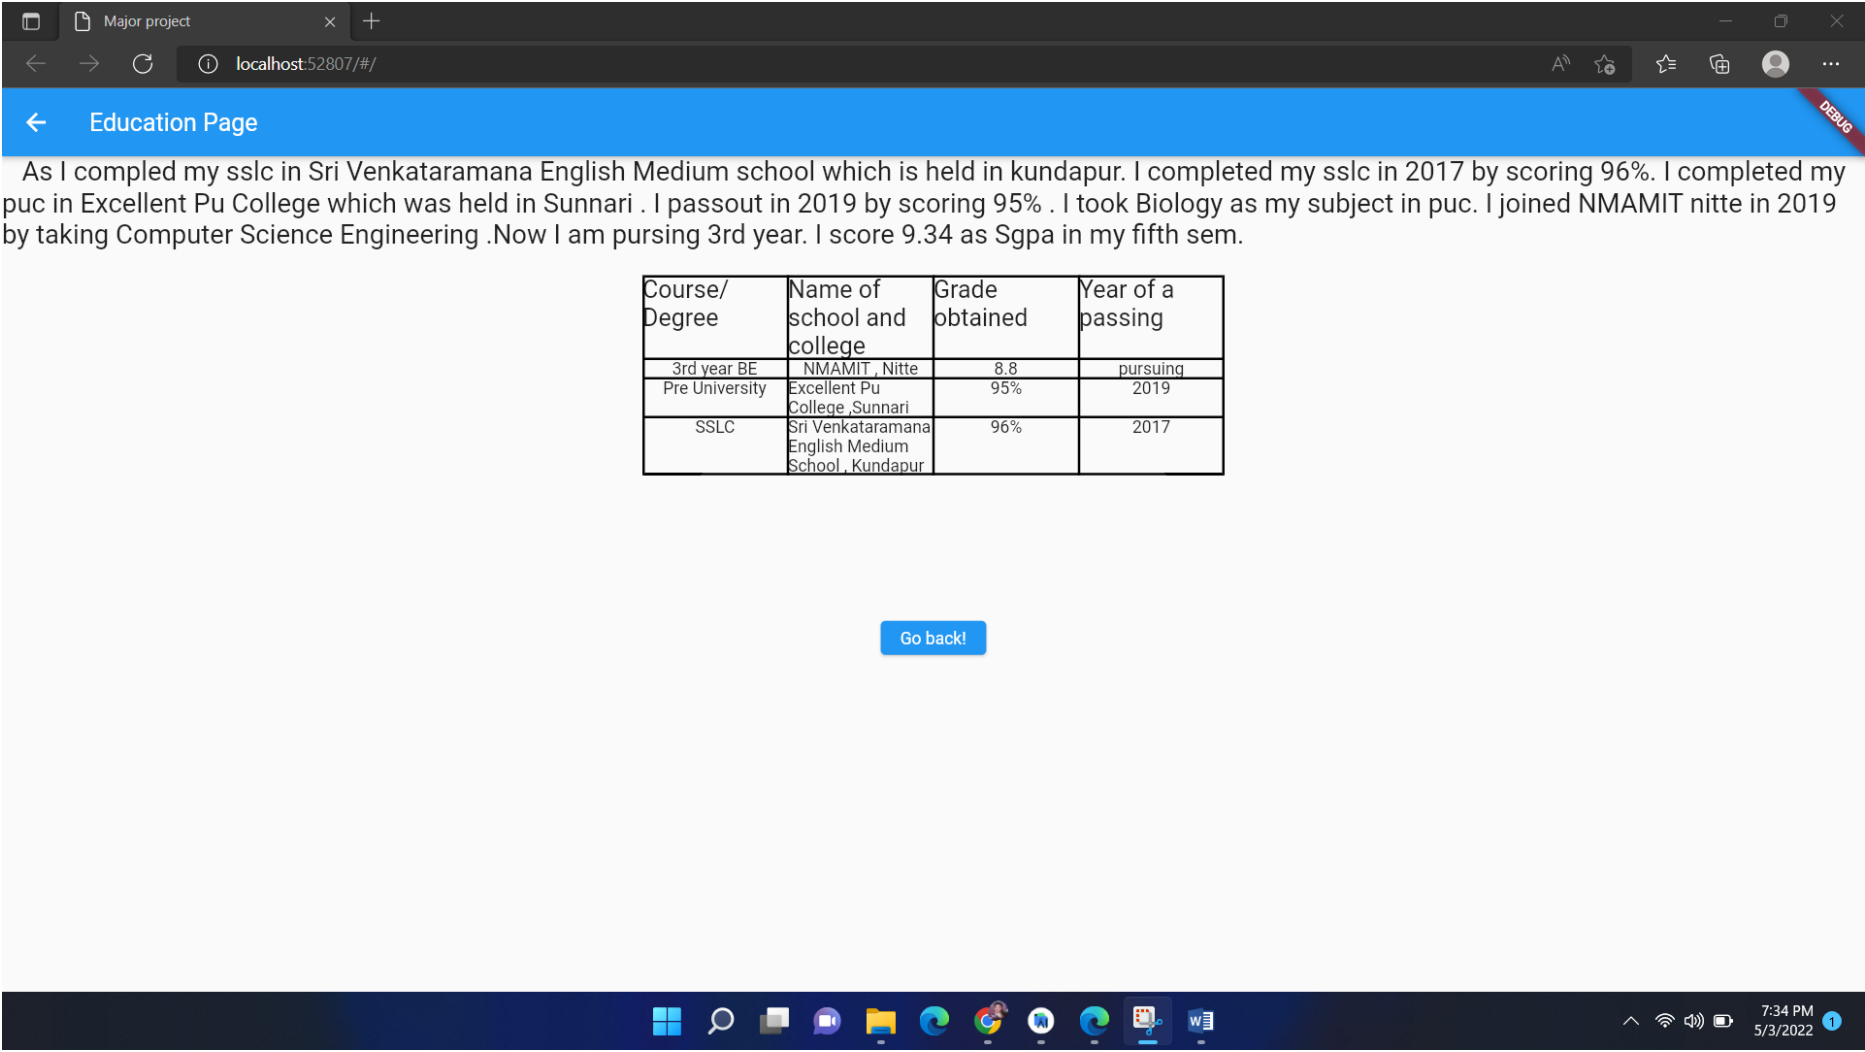 Major project
localhost:52807/#/
Education Page
DEBUG
As I compled my sslc in Sri Venkataramana English Medium school which is held in kundapur. I completed my sslc in 2017 by scoring 96%. I completed my
puc in Excellent Pu College which was held in Sunnari . I passout in 2019 by scoring 95% . I took Biology as my subject in puc. I joined NMAMIT nitte in 2019
by taking Computer Science Engineering .Now I am pursing 3rd year. I score 9.34 as Sgpa in my fifth sem.
Course/ Name of Grade Year of a
Degree school and obtained passing
college
3rd year BE NMAMIT , Nitte 8.8 pursuing
Pre University Excellent Pu 95% 2019
College ,Sunnari
SSLC Sri Venkataramana 96% 2017
English Medium
School , Kundapur
Go back!
7:34 PM
5/3/2022 1